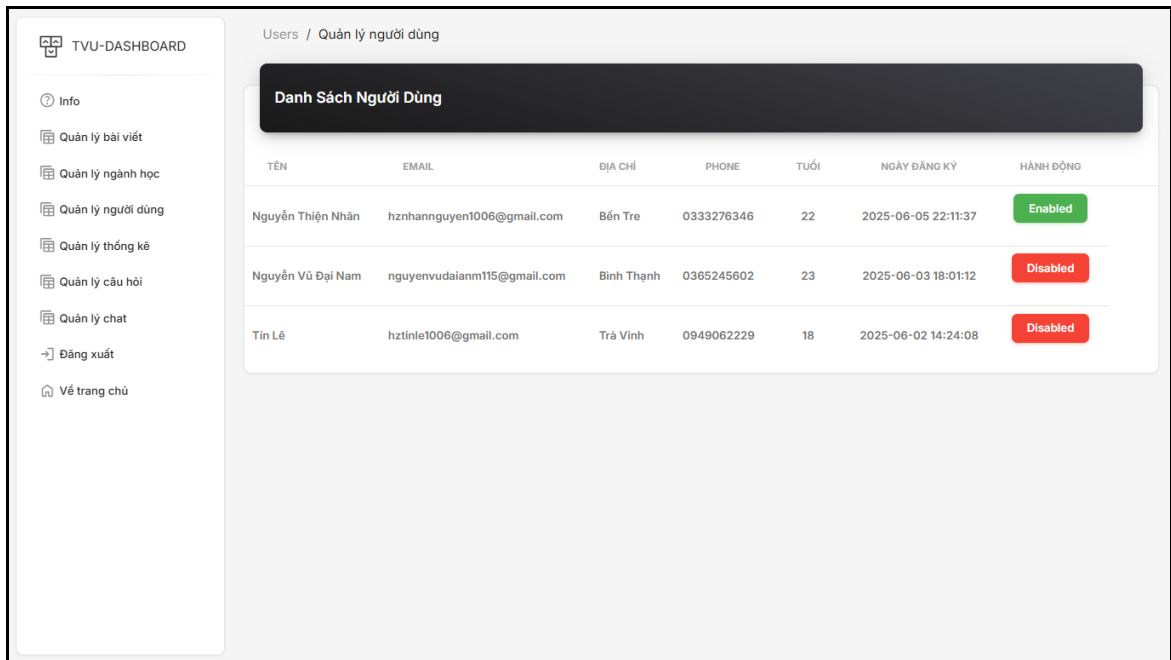 TVU-DASHBOARD
Info
Quản lý bài viết
Quản lý ngành học
Quản lý người dùng
Quản lý thống kê
Quản lý câu hỏi
Quản lý chat
Đăng xuất
Về trang chủ
Users / Quản lý người dùng
Danh Sách Người Dùng
TÊN EMAIL ĐỊA CHỈ PHONE TUỔI NGÀY ĐĂNG KÝ HÀNH ĐỘNG
Nguyễn Thiện Nhân hznhannguyen1006@gmail.com Bến Tre 0333276346 22 2025-06-05 22:11:37 Enabled
Nguyễn Vũ Đại Nam nguyenvudaianm115@gmail.com Bình Thạnh 0365245602 23 2025-06-03 18:01:12 Disabled
Tín Lê hztinle1006@gmail.com Trà Vinh 0949062229 18 2025-06-02 14:24:08 Disabled